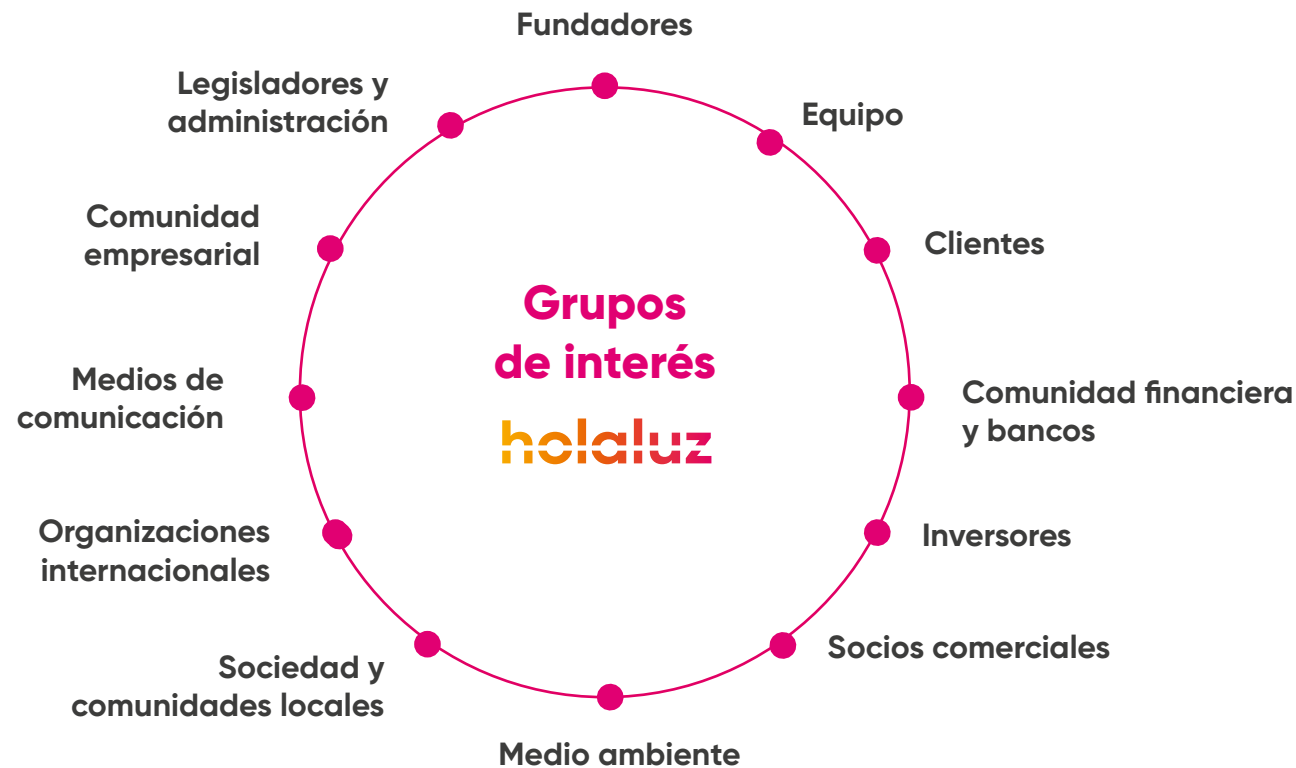 Fundadores
Equipo
Clientes
Comunidad financiera
y bancos
Inversores
Socios comerciales
Medio ambiente
Sociedad y
comunidades locales
Organizaciones
internacionales
Medios de
comunicación
Comunidad
empresarial
Legisladores y
administración
Grupos
de interés
holaluz